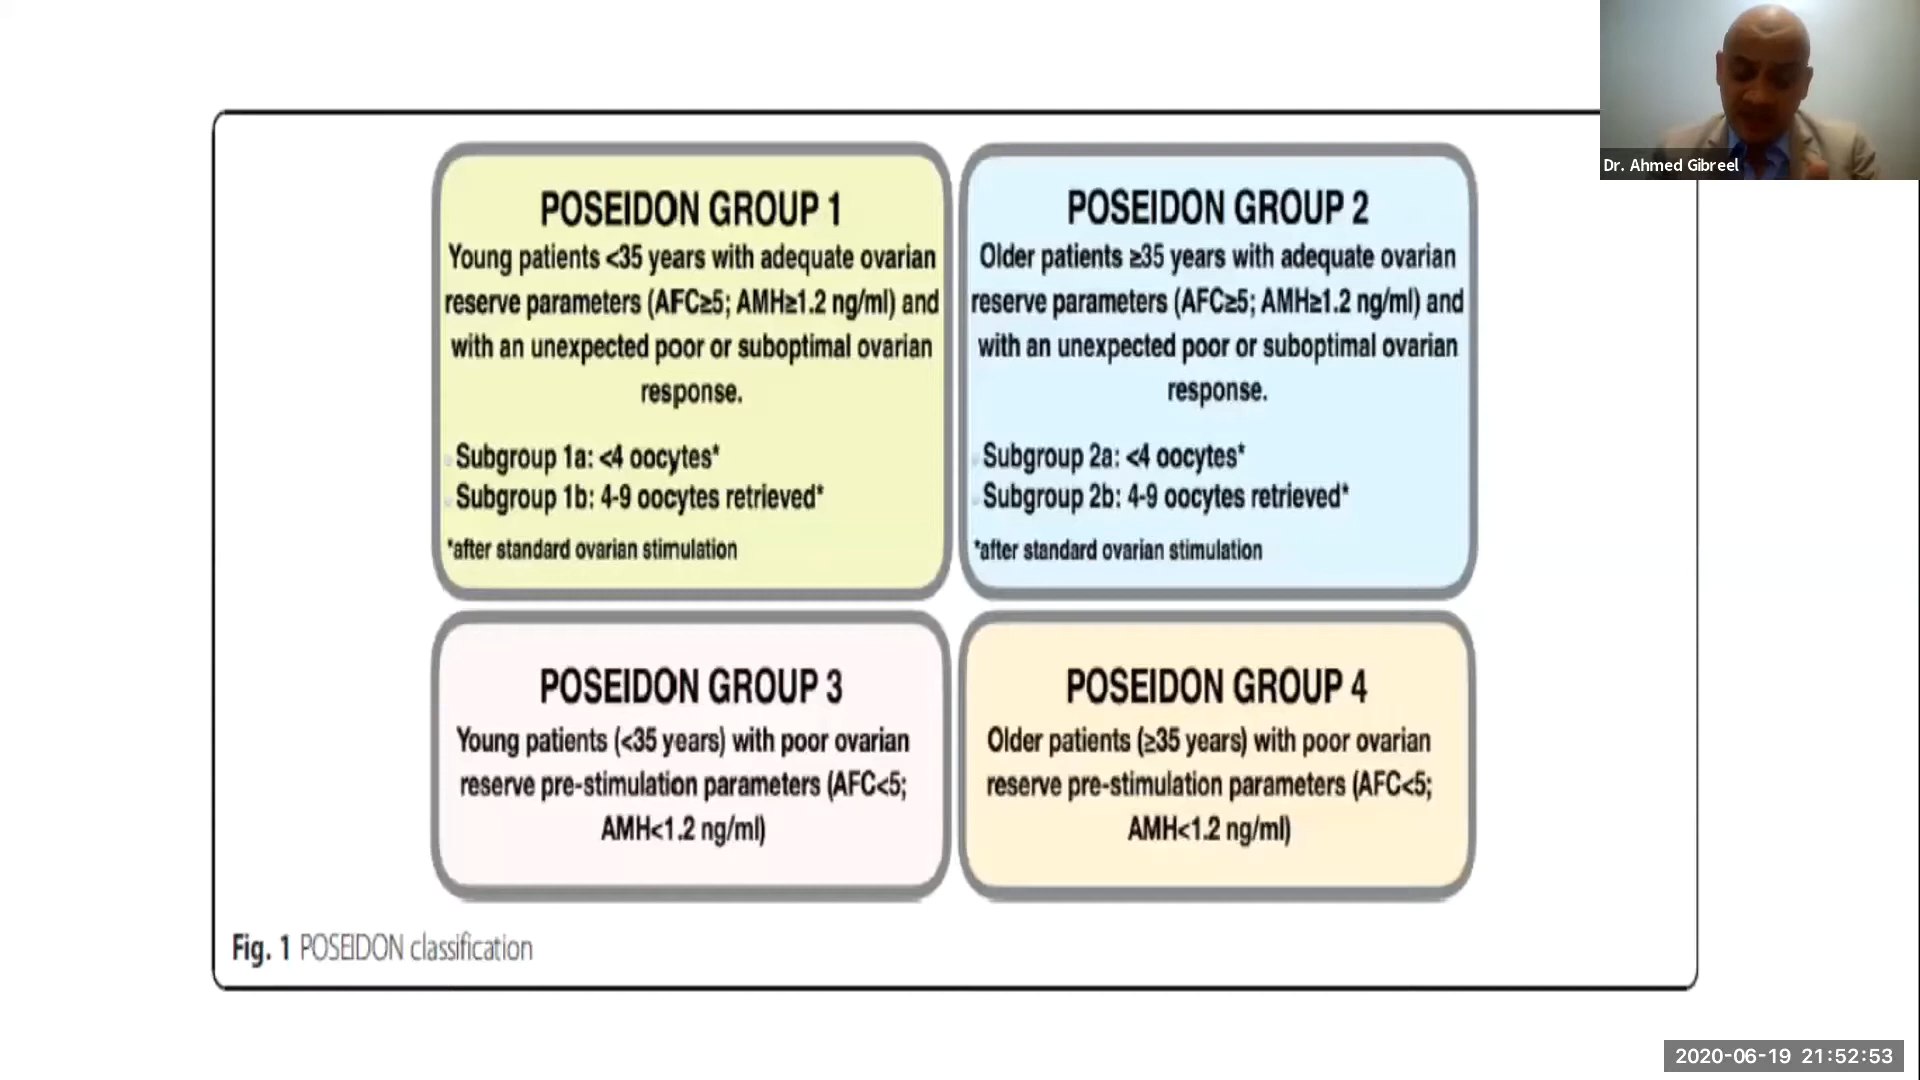 POSEIDON GROUP 1
Young patients <35 years with adequate ovarian
reserve parameters (AFC≥5; AMH≥1.2 ng/ml) and
with an unexpected poor or suboptimal ovarian
response.
Subgroup 1a: <4 oocytes*
Subgroup 1b: 4-9 oocytes retrieved*
*after standard ovarian stimulation
POSEIDON GROUP 2
Older patients ≥35 years with adequate ovarian
reserve parameters (AFC≥5; AMH≥1.2 ng/ml) and
with an unexpected poor or suboptimal ovarian
response.
Subgroup 2a: <4 oocytes*
Subgroup 2b: 4-9 oocytes retrieved*
*after standard ovarian stimulation
POSEIDON GROUP 3
Young patients (<35 years) with poor ovarian
reserve pre-stimulation parameters (AFC<5;
AMH<1.2 ng/ml)
POSEIDON GROUP 4
Older patients (≥35 years) with poor ovarian
reserve pre-stimulation parameters (AFC<5;
AMH<1.2 ng/ml)
Fig. 1 POSEIDON classification
Dr. Ahmed Gibreel
2020-06-19 21:52:53